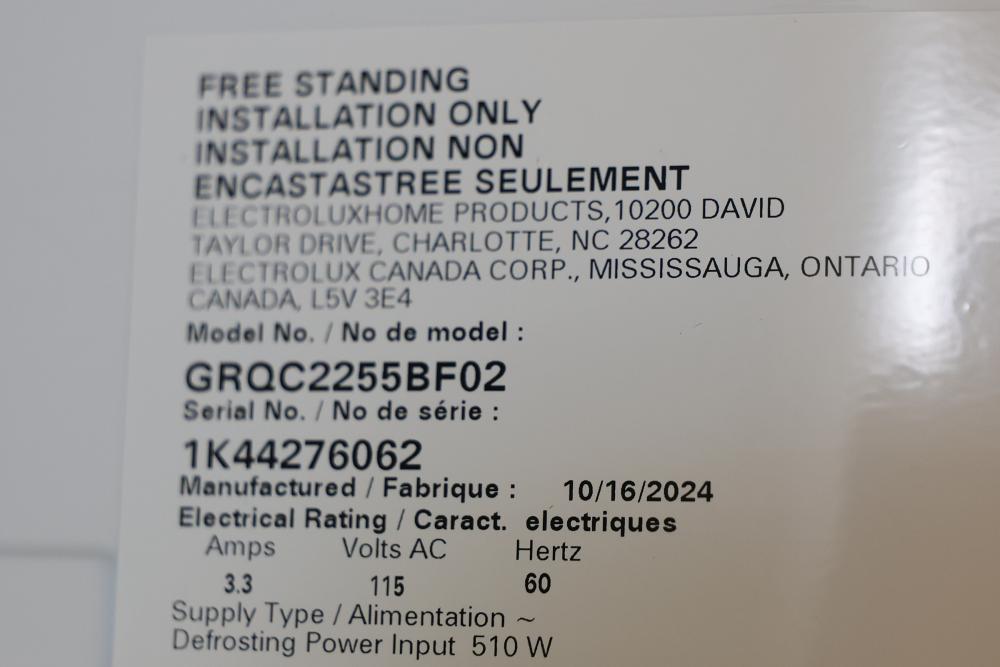 FREE STANDING
INSTALLATION ONLY
INSTALLATION NON
ENCASTASTREE SEULEMENT
ELECTROLUXHOME PRODUCTS,10200 DAVID
TAYLOR DRIVE, CHARLOTTE, NC 28262
ELECTROLUX CANADA CORP., MISSISSAUGA, ONTARIO
CANADA, L5V 3E4
Model No. / No de model :
GRQC2255BF02
Serial No. / No de série :
1K44276062
Manufactured / Fabrique : 10/16/2024
Electrical Rating / Caract. electriques
Amps Volts AC Hertz
3.3 115 60
Supply Type / Alimentation ~
Defrosting Power Input 510 W